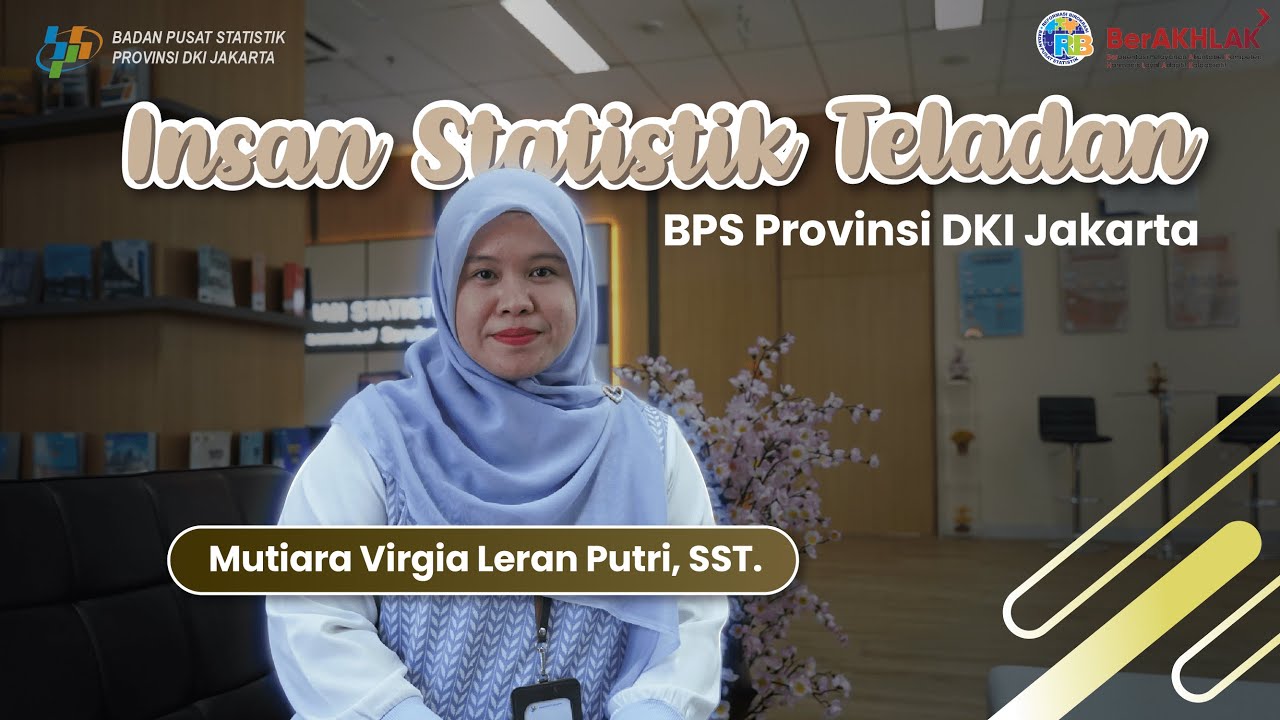 BADAN PUSAT STATISTIK
PROVINSI DKI JAKARTA
RB
BerAKHLAK
Insan Statistik Teladan
BPS Provinsi DKI Jakarta
Mutiara Virgia Leran Putri, SST.